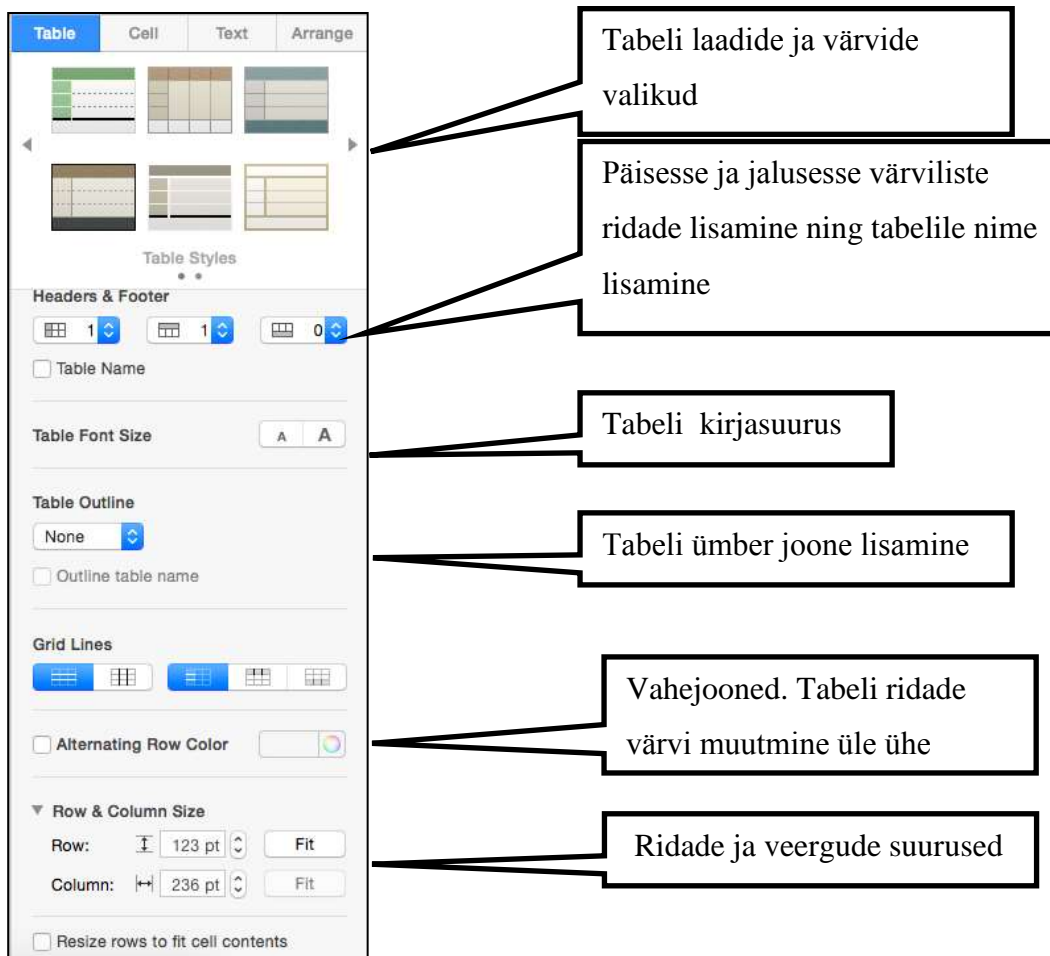 Table Cell Text Arrange
Table Styles
Headers & Footer
1 1 0
Table Name
Table Font Size A A
Table Outline
None
Outline table name
Grid Lines
Alternating Row Color
Row & Column Size
Row: 123 pt Fit
Column: 236 pt Fit
Resize rows to fit cell contents
Tabeli laadide ja värvide
valikud
Päisesse ja jalusesse värviliste
ridade lisamine ning tabelile nime
lisamine
Tabeli kirjasuurus
Tabeli ümber joone lisamine
Vahejooned. Tabeli ridade
värvi muutmine üle ühe
Ridade ja veergude suurused